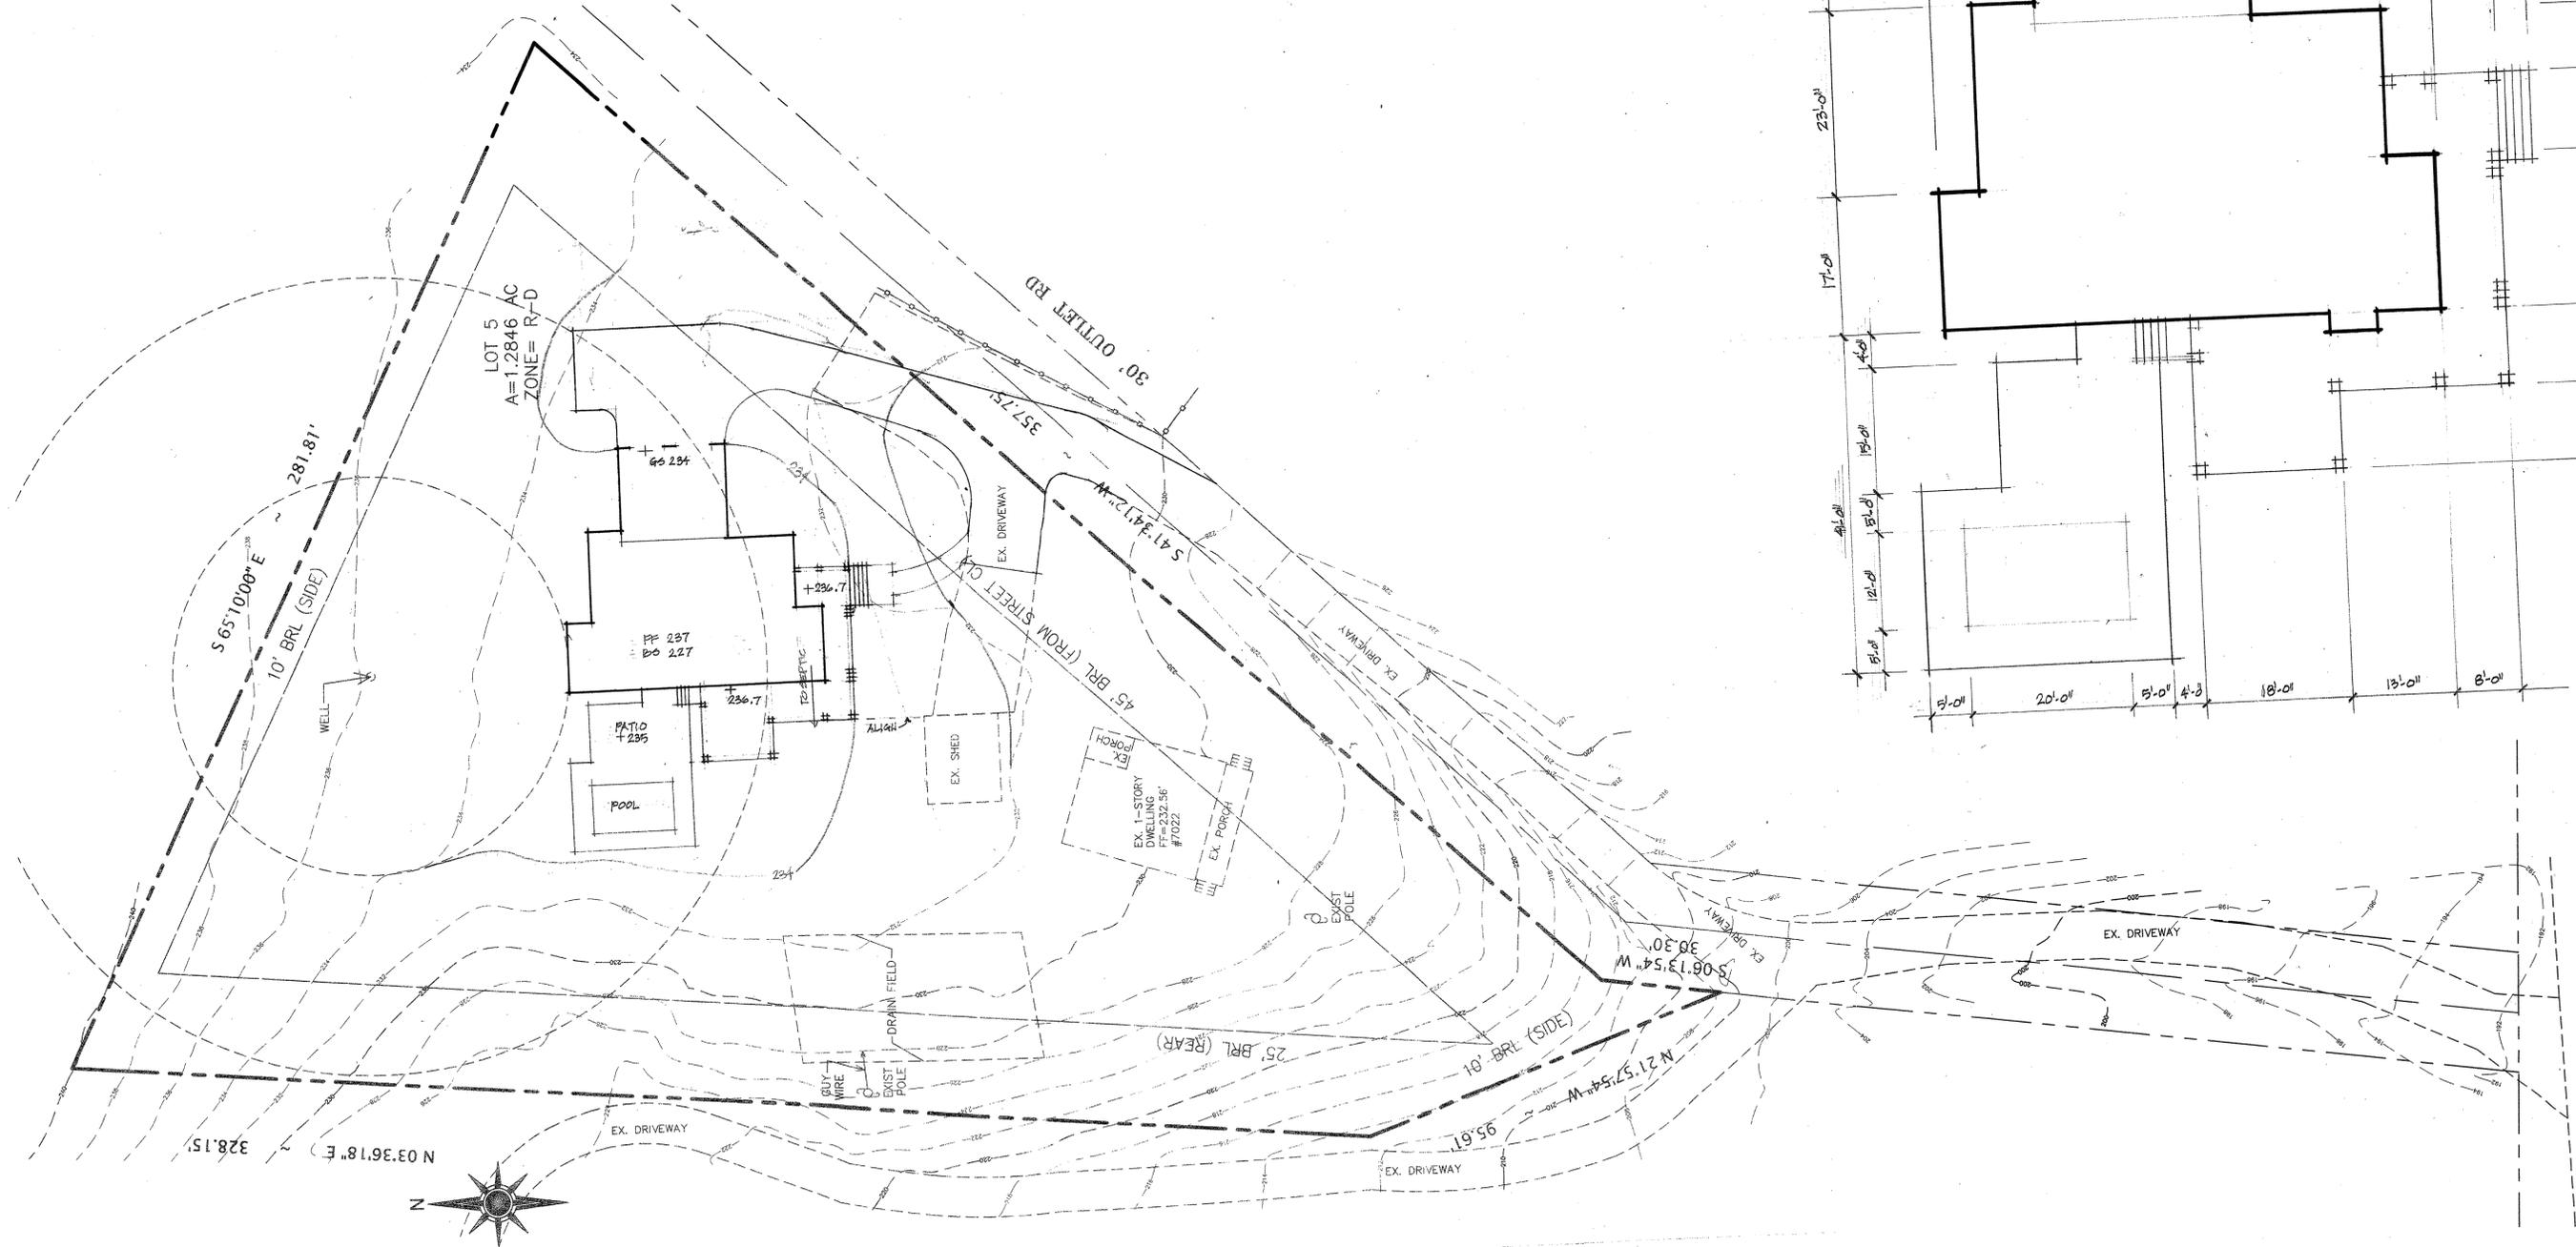 LOT 5
A=1.2846 AC
ZONE= R-D
281.81'
~
S 65°10'00" E
10' BRL (SIDE)
30' OUTLET RD
357.75'
~
S 41°34'12" W
GS 234
234
EX. DRIVEWAY
+236.7
FF 237
BS 227
TO SEPTIC
236.7
PATIO
+235
POOL
WELL
ALIGN
EX. SHED
45' BRL (FROM STREET CL)
EX.
PORCH
EX. 1-STORY
DWELLING
FF=232.56'
#7022
EX. PORCH
EX. DRIVEWAY
234
EXIST
POLE
DRAIN FIELD
GUY
WIRE
EXIST
POLE
25' BRL (REAR)
10' BRL (SIDE)
S 06°13'54" W
30.30'
EX. DRIVEWAY
EX. DRIVEWAY
N 21°57'54" W
~
95.61'
EX. DRIVEWAY
EX. DRIVEWAY
N 03°36'18" E ~ 328.15'
N
23'-0"
17'-0"
4'-0"
15'-0"
5'-0"
12'-0"
5'-0"
41'-0"
5'-0"
20'-0"
5'-0"
4'-0"
18'-0"
13'-0"
8'-0"